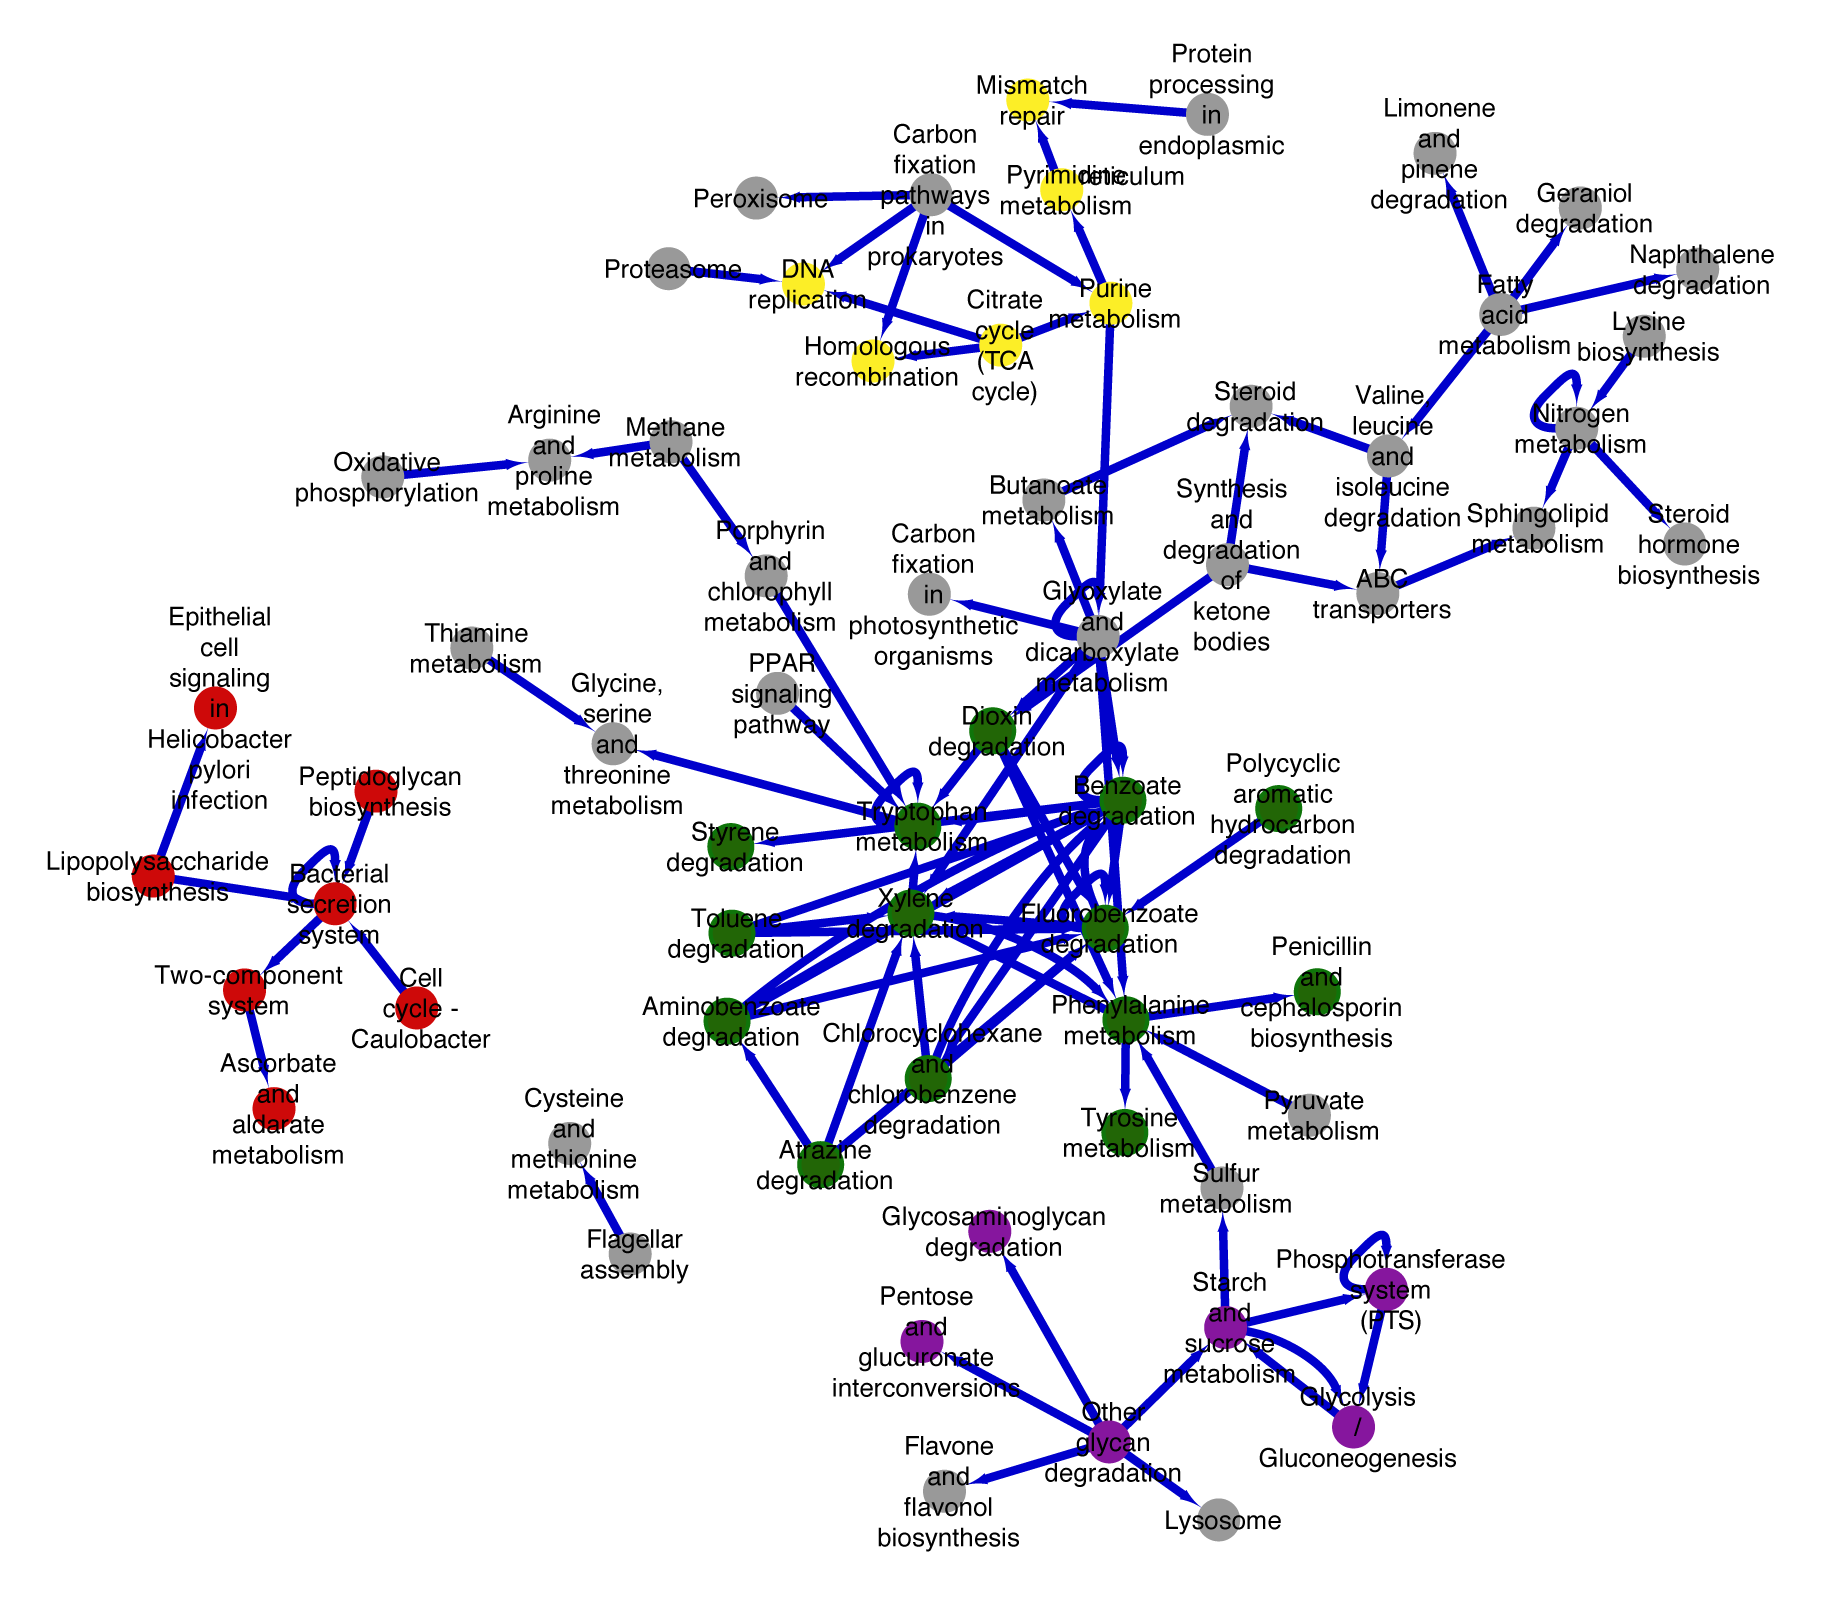 Protein
processing
in
endoplasmic
reticulum
Mismatch
repair
Limonene
and
pinene
degradation
Carbon
fixation
pathways
in
prokaryotes
Pyrimidine
metabolism
Peroxisome
Geraniol
degradation
Naphthalene
degradation
Proteasome
DNA
replication
Citrate
cycle
(TCA
cycle)
Purine
metabolism
Fatty
acid
metabolism
Lysine
biosynthesis
Homologous
recombination
Steroid
degradation
Valine
leucine
and
isoleucine
degradation
Nitrogen
metabolism
Arginine
and
proline
metabolism
Methane
metabolism
Oxidative
phosphorylation
Butanoate
metabolism
Synthesis
and
degradation
of
ketone
bodies
Sphingolipid
metabolism
Steroid
hormone
biosynthesis
Porphyrin
and
chlorophyll
metabolism
Carbon
fixation
in
photosynthetic
organisms
Glyoxylate
and
dicarboxylate
metabolism
ABC
transporters
Epithelial
cell
signaling
in
Helicobacter
pylori
infection
Thiamine
metabolism
Glycine,
serine
and
threonine
metabolism
PPAR
signaling
pathway
Dioxin
degradation
Peptidoglycan
biosynthesis
Benzoate
degradation
Polycyclic
aromatic
hydrocarbon
degradation
Tryptophan
metabolism
Styrene
degradation
Lipopolysaccharide
biosynthesis
Bacterial
secretion
system
Xylene
degradation
Toluene
degradation
Fluorobenzoate
degradation
Penicillin
and
cephalosporin
biosynthesis
Two-component
system
Cell
cycle -
Caulobacter
Aminobenzoate
degradation
Chlorocyclohexane
and
chlorobenzene
degradation
Phenylalanine
metabolism
Ascorbate
and
aldarate
metabolism
Cysteine
and
methionine
metabolism
Atrazine
degradation
Tyrosine
metabolism
Pyruvate
metabolism
Sulfur
metabolism
Flagellar
assembly
Glycosaminoglycan
degradation
Phosphotransferase
system
(PTS)
Starch
and
sucrose
metabolism
Pentose
and
glucuronate
interconversions
Glycolysis
/
Gluconeogenesis
Other
glycan
degradation
Flavone
and
flavonol
biosynthesis
Lysosome